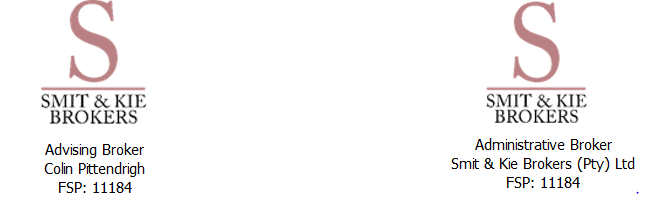 S
SMIT & KIE
BROKERS
Advising Broker
Colin Pittendrigh
FSP: 11184
S
SMIT & KIE
BROKERS
Administrative Broker
Smit & Kie Brokers (Pty) Ltd
FSP: 11184
.